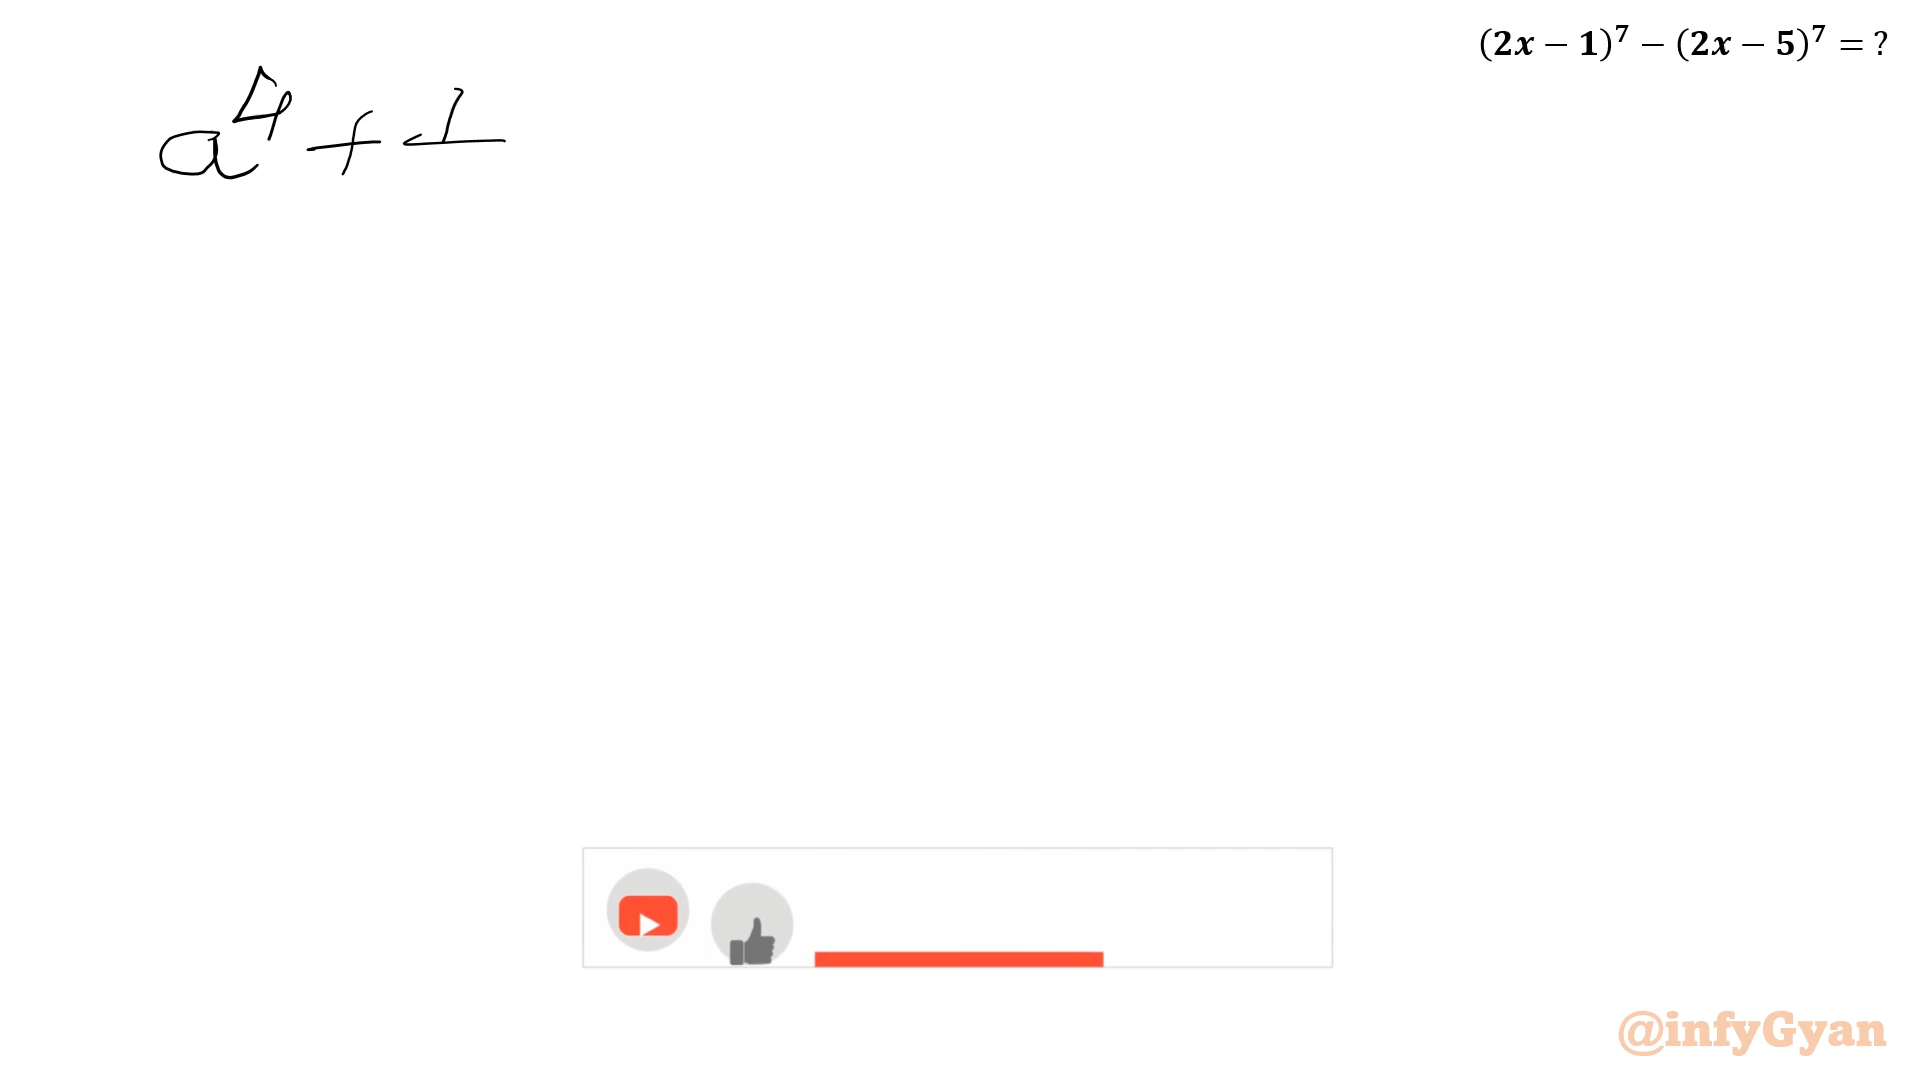 (2x − 1)⁷ − (2x − 5)⁷ = ?
a⁴ + 1
@infyGyan